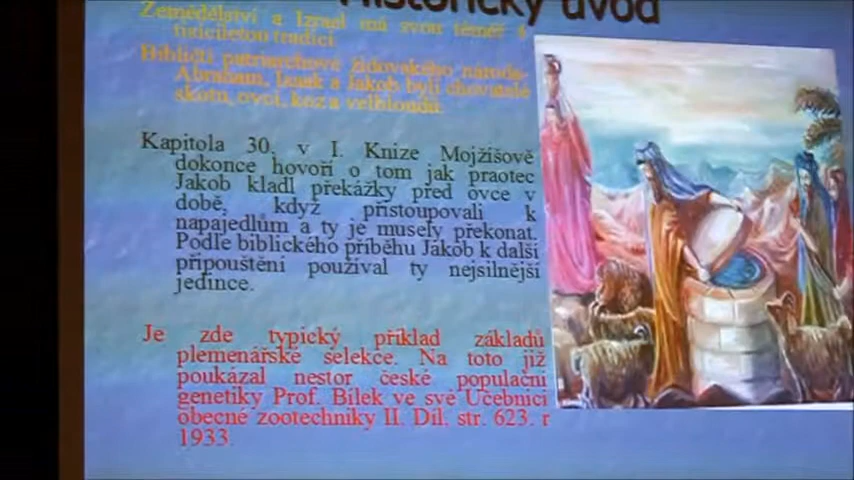 Historický úvod
Zemědělství a Izrael má svou téměř 4
tisíciletou tradici
Bibličtí patriarchové židovského národa-
Abraham, Isaak a Jakob byli chovatelé
skotu, ovcí, koz a velbloudů.
Kapitola 30. v I. Knize Mojžíšově
dokonce hovoří o tom jak praotec
Jakob kladl překážky před ovce v
době, když přistoupovali k
napajedlům a ty je musely překonat.
Podle biblického příběhu Jakob k další
připouštění používal ty nejsilnější
jedince.
Je zde typický příklad základů
plemenářské selekce. Na toto již
poukázal nestor české populační
genetiky Prof. Bílek ve své Učebnici
obecné zootechniky II. Díl, str. 623. r
1933.